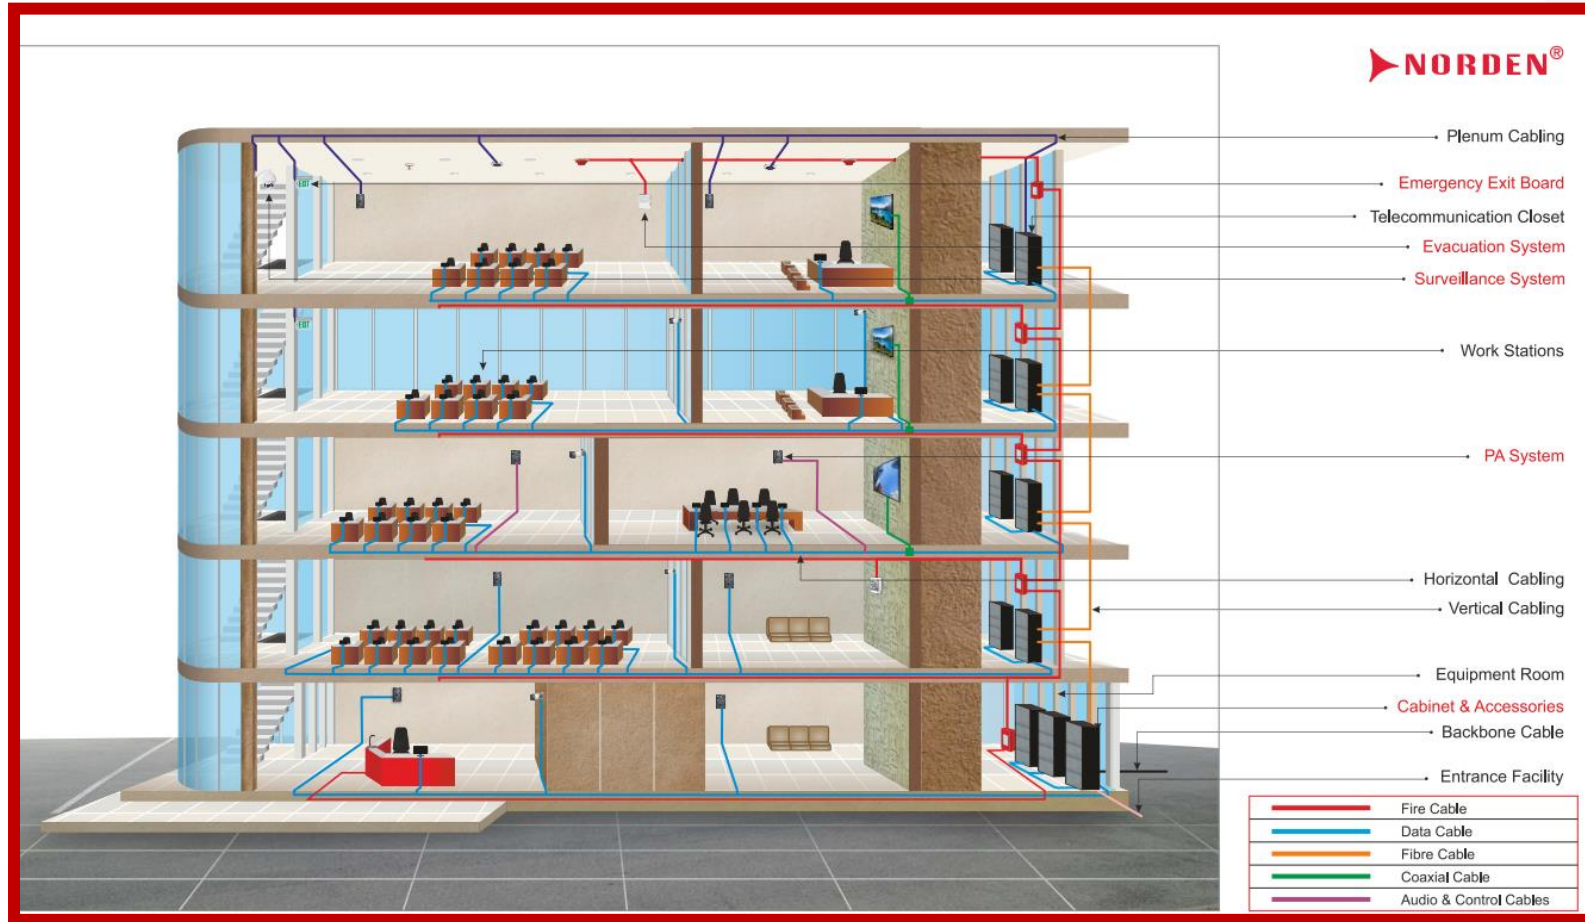 NORDEN®
Plenum Cabling
Emergency Exit Board
Telecommunication Closet
Evacuation System
Surveillance System
Work Stations
PA System
Horizontal Cabling
Vertical Cabling
Equipment Room
Cabinet & Accessories
Backbone Cable
Entrance Facility
Fire Cable
Data Cable
Fibre Cable
Coaxial Cable
Audio & Control Cables
EXIT
EXIT